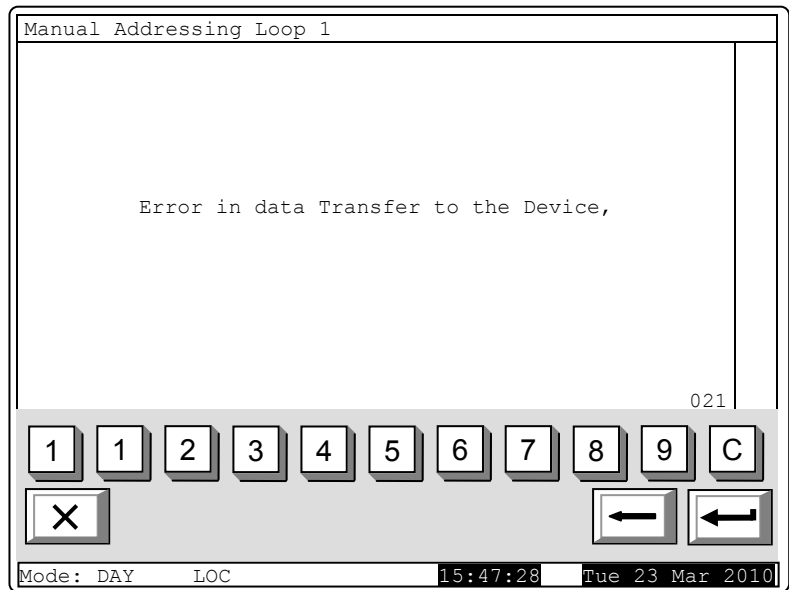 Manual Addressing Loop 1
Error in data Transfer to the Device,
021
1 1 2 3 4 5 6 7 8 9 C
Mode: DAY LOC 15:47:28 Tue 23 Mar 2010